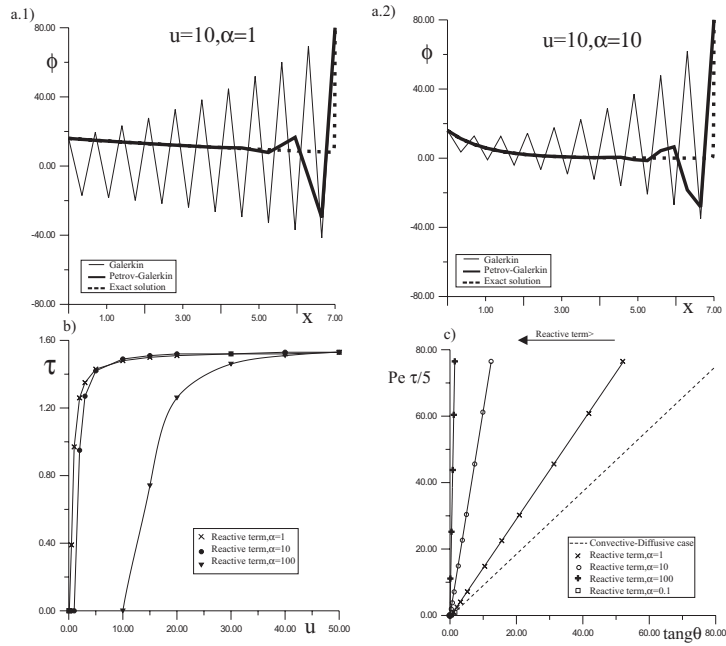 a.1)
u=10,α=1
ϕ
80.00
40.00
0.00
-40.00
-80.00
Galerkin
Petrov-Galerkin
Exact solution
1.00
3.00
5.00
7.00
x
a.2)
u=10,α=10
ϕ
80.00
40.00
0.00
-40.00
-80.00
Galerkin
Petrov-Galerkin
Exact solution
1.00
3.00
5.00
7.00
x
b)
τ
1.60
1.20
0.80
0.40
0.00
Reactive term,α=1
Reactive term,α=10
Reactive term,α=100
0.00
10.00
20.00
30.00
40.00
50.00
u
c)
Reactive term>
Pe τ/5
80.00
60.00
40.00
20.00
0.00
Convective-Diffusive case
Reactive term,α=1
Reactive term,α=10
Reactive term,α=100
Reactive term,α=0.1
0.00
20.00
40.00
60.00
80.00
tangθ